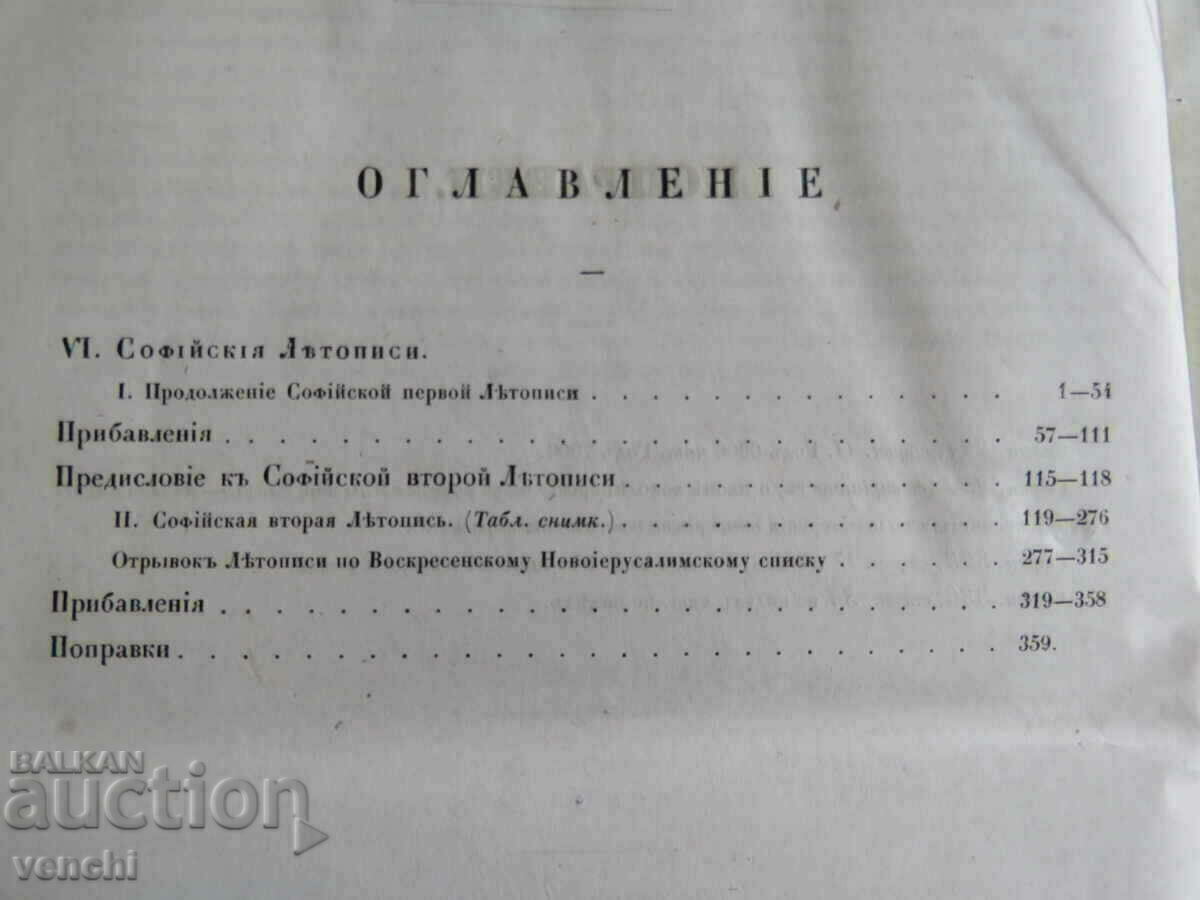 ОГЛАВЛЕНІЕ
VI. Софійскія Лѣтописи.
I. Продолженіе Софійской первой Лѣтописи . . . . . . . . . . . . . 1—54
Прибавленія . . . . . . . . . . . . . . . . . . . . . . . . 57—111
Предисловіе къ Софійской второй Лѣтописи . . . . . . . . . . . . 115—118
II. Софійская вторая Лѣтопись. (Табл. снимк.) . . . . . . . . . . . . 119—276
Отрывокъ Лѣтописи по Воскресенскому Новоіерусалимскому списку . . . . . . 277—315
Прибавленія . . . . . . . . . . . . . . . . . . . . . . . . 319—358
Поправки . . . . . . . . . . . . . . . . . . . . . . . . . . 359.
BALKAN
auction
venchi